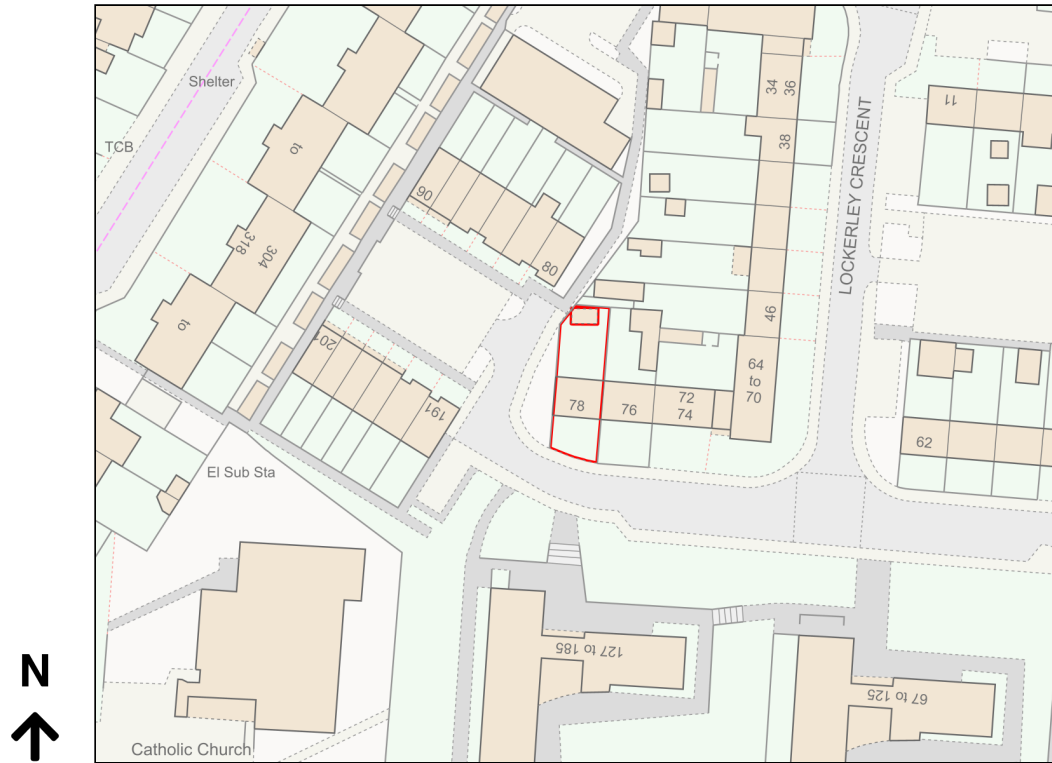 Shelter
TCB
to
304
318
to
90
80
34
36
38
46
LOCKERLEY CRESCENT
11
201
191
78
76
72
74
64
to
70
62
El Sub Sta
127 to 185
67 to 125
Catholic Church
N